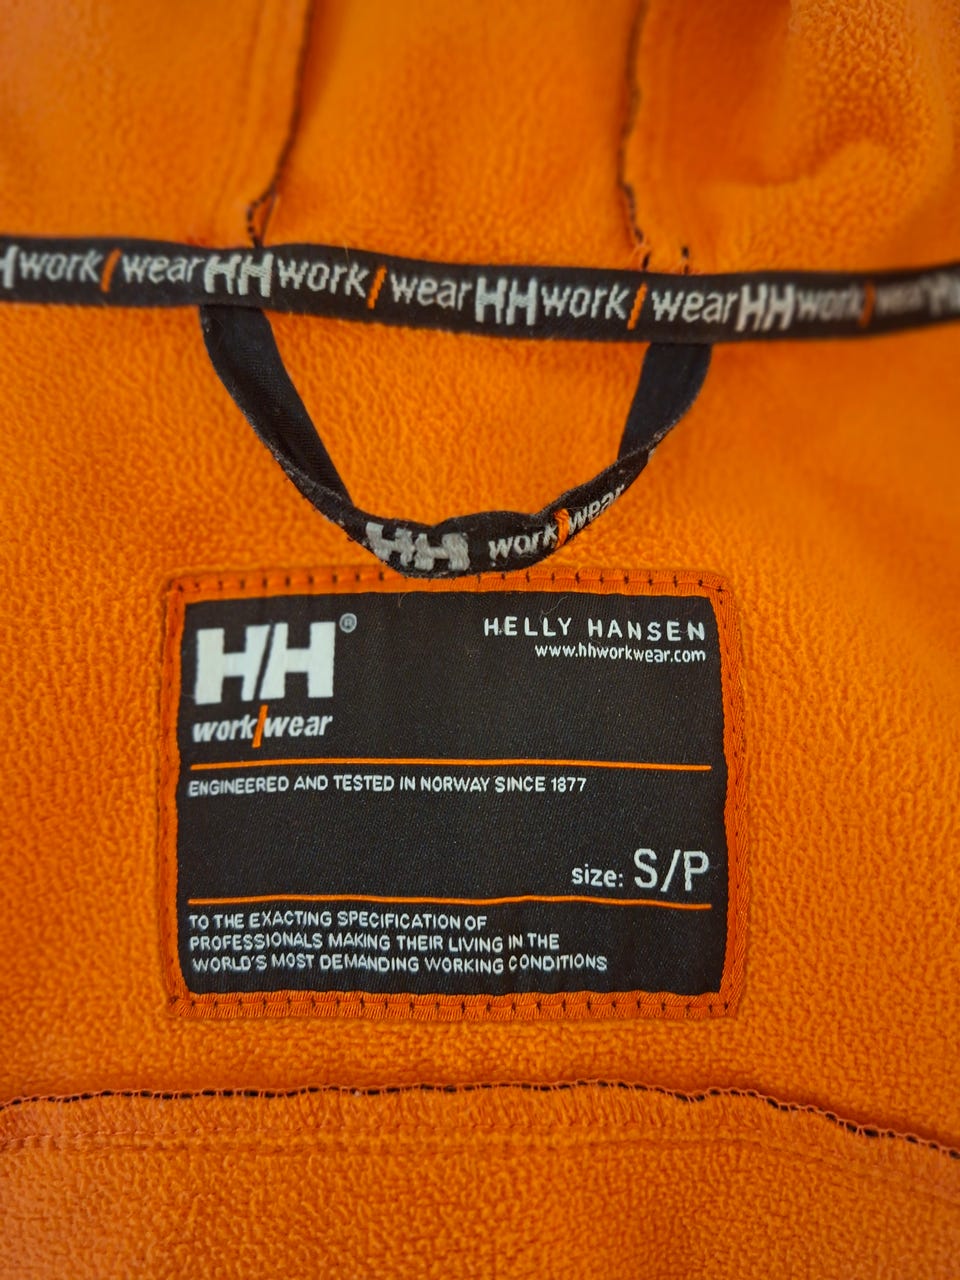 HH work/wear HH work/wear HH work/wear HH work wear
HH work/wear
HH®
work/wear
HELLY HANSEN
www.hhworkwear.com
ENGINEERED AND TESTED IN NORWAY SINCE 1877
size: S/P
TO THE EXACTING SPECIFICATION OF
PROFESSIONALS MAKING THEIR LIVING IN THE
WORLD'S MOST DEMANDING WORKING CONDITIONS